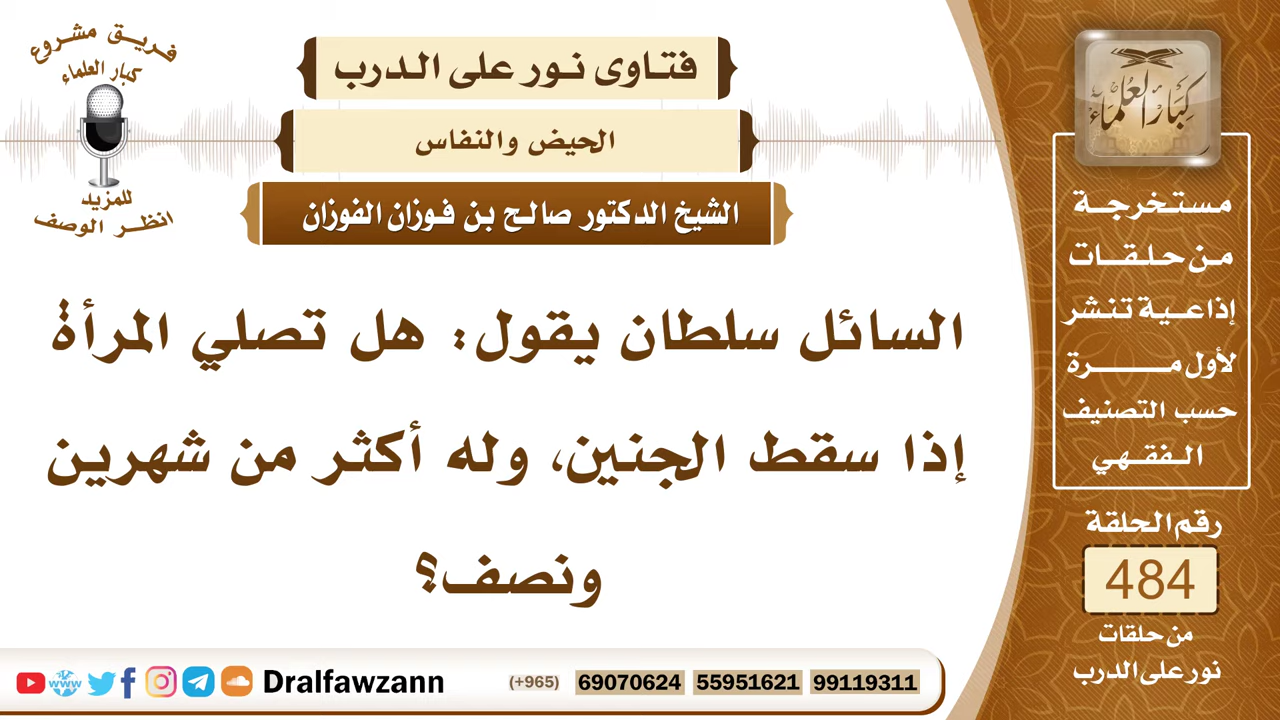 فتاوى نور على الدرب
الحيض والنفاس
الشيخ الدكتور صالح بن فوزان الفوزان
فريق مشروع
كبار العلماء
للمزيد
انظر الوصف
السائل سلطان يقول: هل تصلي المرأة
إذا سقط الجنين، وله أكثر من شهرين
ونصف؟
كبار العلماء
مستخرجة
من حلقات
إذاعية تنشر
لأول مرة
حسب التصنيف
الفقهي
رقم الحلقة
484
من حلقات
نور على الدرب
www
Dralfawzann
(+965) 69070624 55951621 99119311